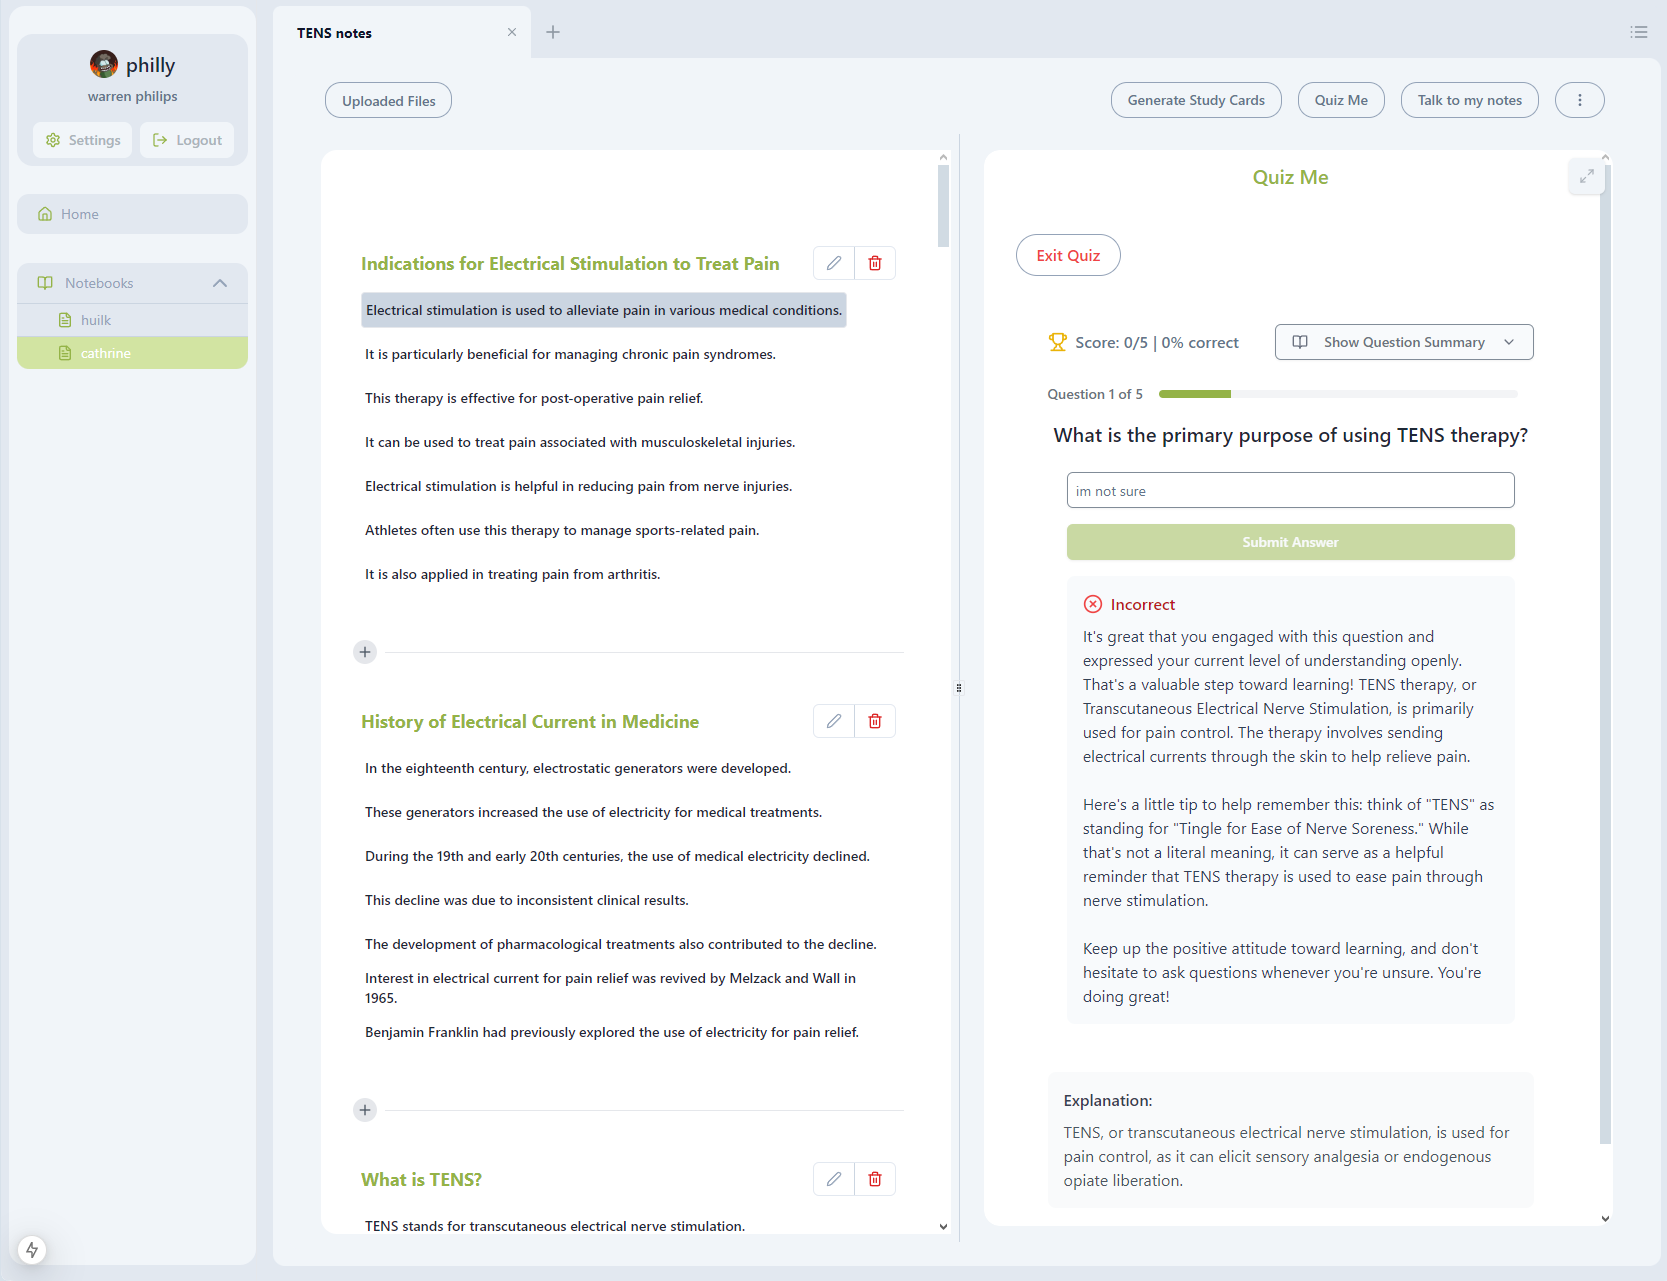 philly
warren philips
Settings
Logout
Home
Notebooks
huilk
cathrine
TENS notes
Uploaded Files
Generate Study Cards
Quiz Me
Talk to my notes
Indications for Electrical Stimulation to Treat Pain
Electrical stimulation is used to alleviate pain in various medical conditions.
It is particularly beneficial for managing chronic pain syndromes.
This therapy is effective for post-operative pain relief.
It can be used to treat pain associated with musculoskeletal injuries.
Electrical stimulation is helpful in reducing pain from nerve injuries.
Athletes often use this therapy to manage sports-related pain.
It is also applied in treating pain from arthritis.
History of Electrical Current in Medicine
In the eighteenth century, electrostatic generators were developed.
These generators increased the use of electricity for medical treatments.
During the 19th and early 20th centuries, the use of medical electricity declined.
This decline was due to inconsistent clinical results.
The development of pharmacological treatments also contributed to the decline.
Interest in electrical current for pain relief was revived by Melzack and Wall in
1965.
Benjamin Franklin had previously explored the use of electricity for pain relief.
What is TENS?
TENS stands for transcutaneous electrical nerve stimulation.
Quiz Me
Exit Quiz
Score: 0/5 | 0% correct
Show Question Summary
Question 1 of 5
What is the primary purpose of using TENS therapy?
im not sure
Submit Answer
Incorrect
It's great that you engaged with this question and
expressed your current level of understanding openly.
That's a valuable step toward learning! TENS therapy, or
Transcutaneous Electrical Nerve Stimulation, is primarily
used for pain control. The therapy involves sending
electrical currents through the skin to help relieve pain.
Here's a little tip to help remember this: think of "TENS" as
standing for "Tingle for Ease of Nerve Soreness." While
that's not a literal meaning, it can serve as a helpful
reminder that TENS therapy is used to ease pain through
nerve stimulation.
Keep up the positive attitude toward learning, and don't
hesitate to ask questions whenever you're unsure. You're
doing great!
Explanation:
TENS, or transcutaneous electrical nerve stimulation, is used for
pain control, as it can elicit sensory analgesia or endogenous
opiate liberation.